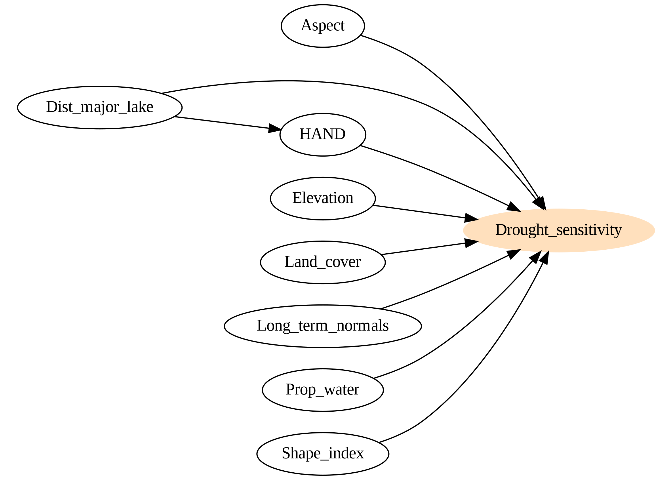 Aspect
Dist_major_lake
HAND
Elevation
Drought_sensitivity
Land_cover
Long_term_normals
Prop_water
Shape_index